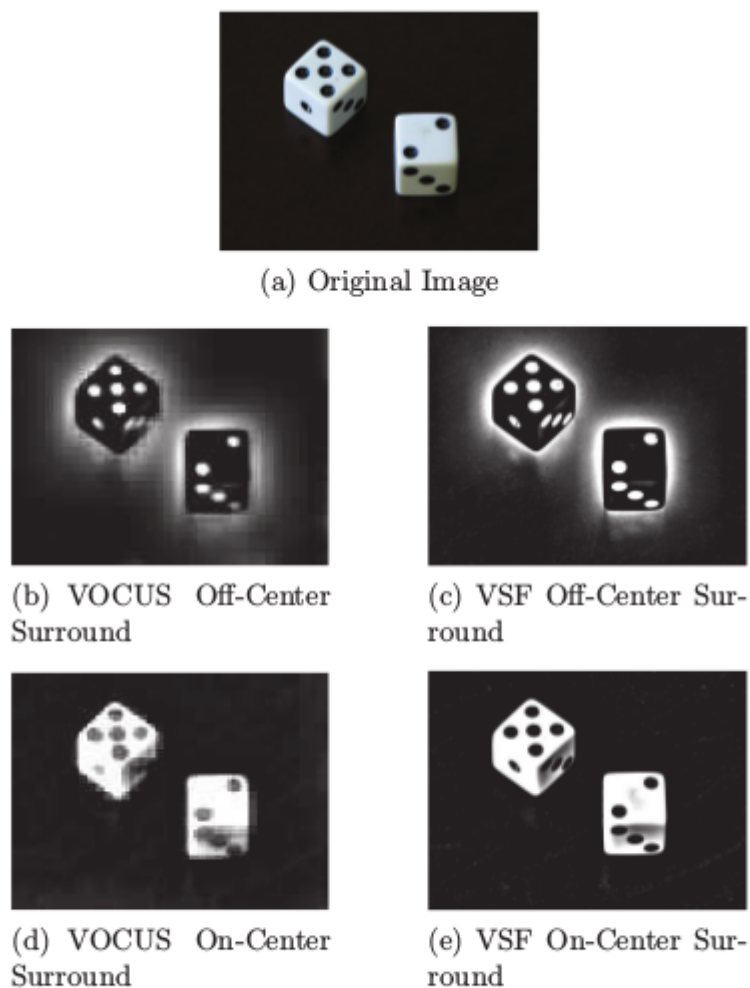 (a) Original Image
(b) VOCUS Off-Center
Surround
(c) VSF Off-Center Sur-
round
(d) VOCUS On-Center
Surround
(e) VSF On-Center Sur-
round